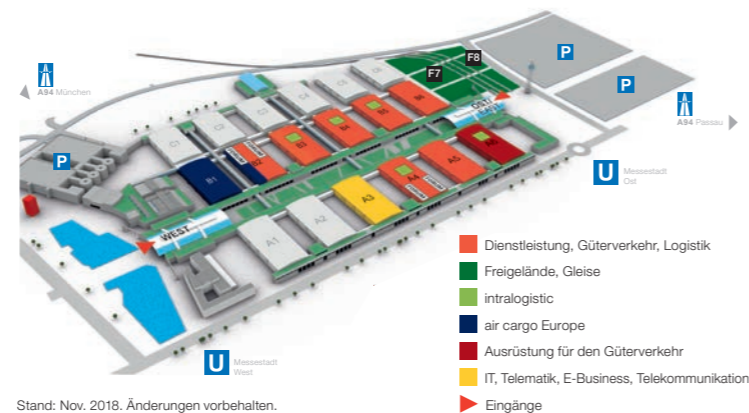 P
F8
F7
P
A94 München
A94 Passau
P
OST/
EAST
C1
C2
C3
C4
C5
C6
B1
B2
B3
B4
B5
B6
WEST
A1
A2
A3
A4
A5
A6
U
Messestadt
Ost
U
Messestadt
West
Dienstleistung, Güterverkehr, Logistik
Freigelände, Gleise
intralogistic
air cargo Europe
Ausrüstung für den Güterverkehr
IT, Telematik, E-Business, Telekommunikation
Eingänge
Stand: Nov. 2018. Änderungen vorbehalten.